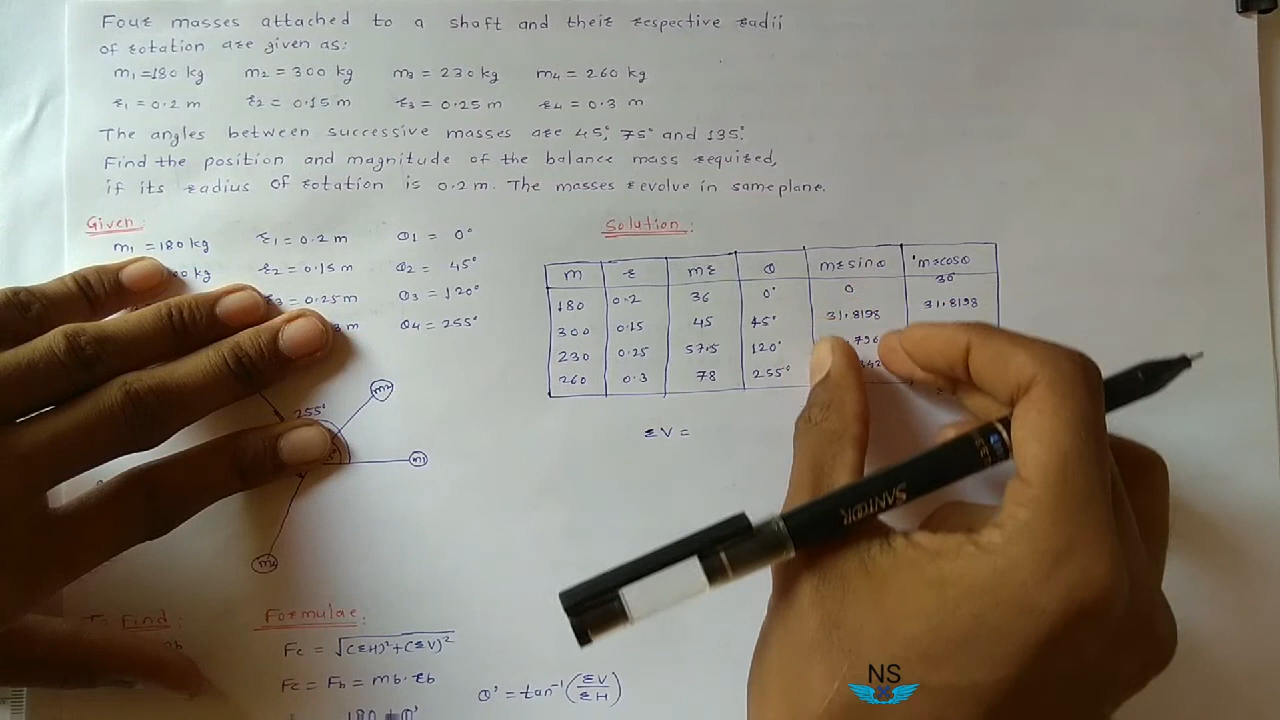 Four masses attached to a shaft and their respective radii
of rotation are given as:
m1 = 180 kg m2 = 300 kg m3 = 230 kg m4 = 260 kg
r1 = 0.2 m r2 = 0.15 m r3 = 0.25 m r4 = 0.3 m
The angles between successive masses are 45°, 75° and 135°.
Find the position and magnitude of the balance mass required,
if its radius of rotation is 0.2 m. The masses revolve in same plane.
Given:
m1 = 180 kg r1 = 0.2 m θ1 = 0°
r2 = 0.15 m θ2 = 45°
= 0.25 m θ3 = 120°
θ4 = 255°
Solution:
m r mr θ mr sinθ mr cosθ
180 0.2 36 0° 0 36
300 0.15 45 45° 31.8198 31.8198
230 0.25 57.5 120°
260 0.3 78 255°
ΣV =
255°
m2
m1
m4
To Find:
Formulae:
Fc = √(ΣH)²+(ΣV)²
Fc = Fb = mb · rb
θ' = tan⁻¹(ΣV/ΣH)
180 + θ'
SANTOOR
NS